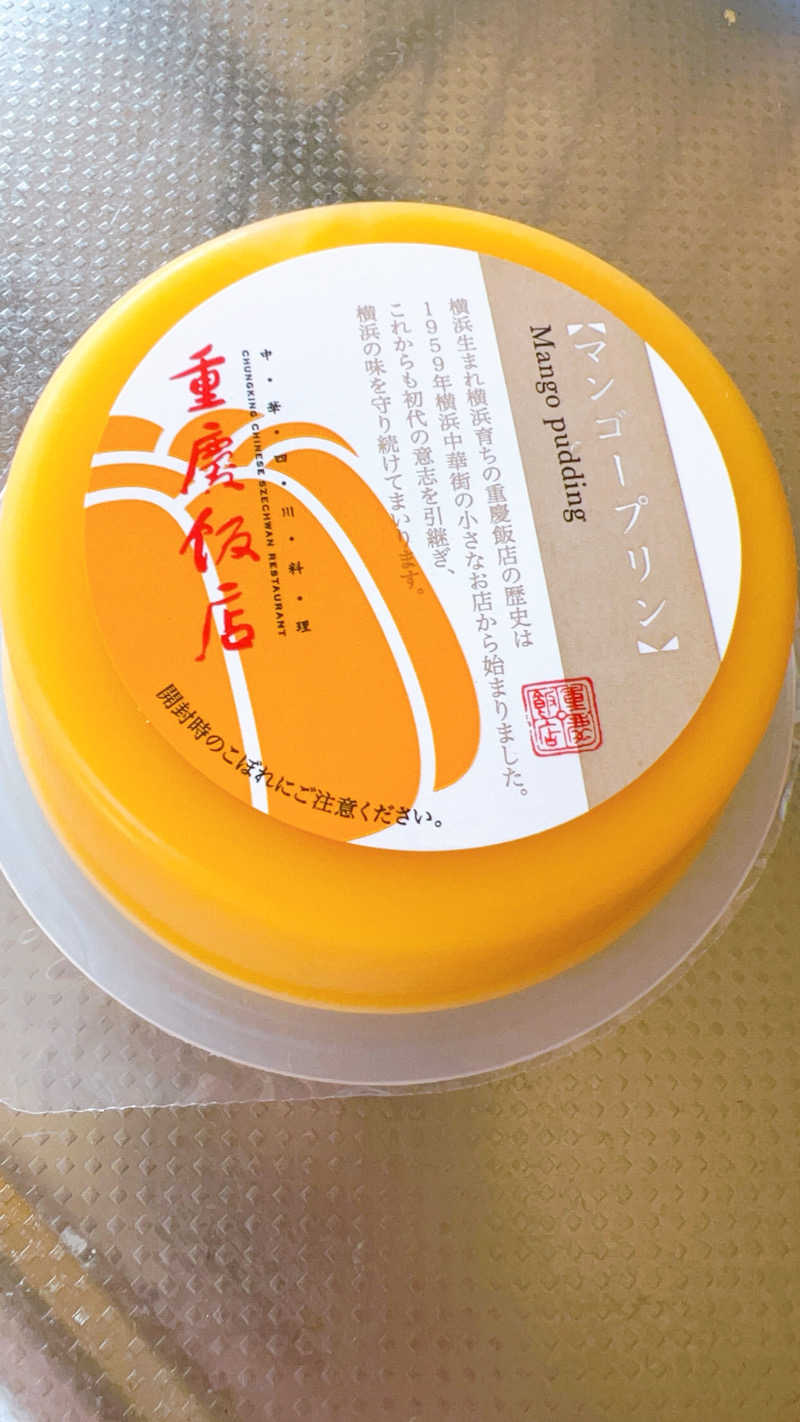 【マンゴープリン】
Mango pudding
横浜生まれ横浜育ちの重慶飯店の歴史は
1959年横浜中華街の小さなお店から始まりました。
これからも初代の意志を引継ぎ、
横浜の味を守り続けてまいります。
中・華・四・川・料・理
CHUNGKING CHINESE SZECHWAN RESTAURANT
重慶飯店
重慶
飯店
開封時のこぼれにご注意ください。